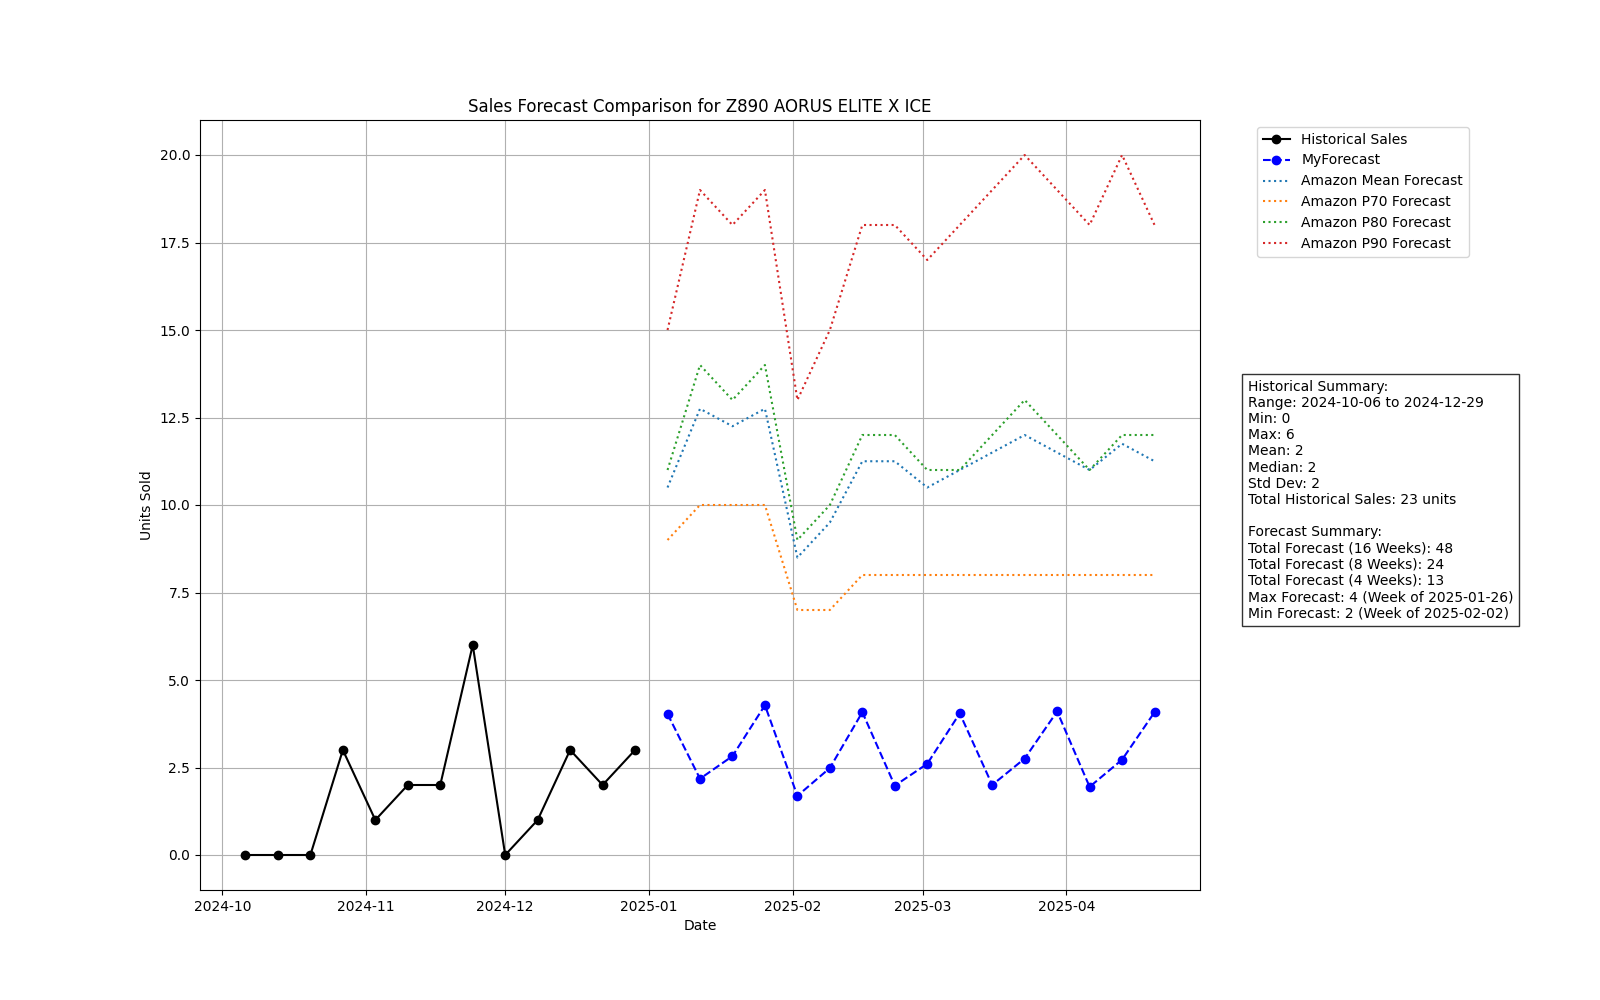 Sales Forecast Comparison for Z890 AORUS ELITE X ICE
Units Sold
20.0
17.5
15.0
12.5
10.0
7.5
5.0
2.5
0.0
2024-10
2024-11
2024-12
2025-01
2025-02
2025-03
2025-04
Date
Historical Sales
MyForecast
Amazon Mean Forecast
Amazon P70 Forecast
Amazon P80 Forecast
Amazon P90 Forecast
Historical Summary:
Range: 2024-10-06 to 2024-12-29
Min: 0
Max: 6
Mean: 2
Median: 2
Std Dev: 2
Total Historical Sales: 23 units
Forecast Summary:
Total Forecast (16 Weeks): 48
Total Forecast (8 Weeks): 24
Total Forecast (4 Weeks): 13
Max Forecast: 4 (Week of 2025-01-26)
Min Forecast: 2 (Week of 2025-02-02)